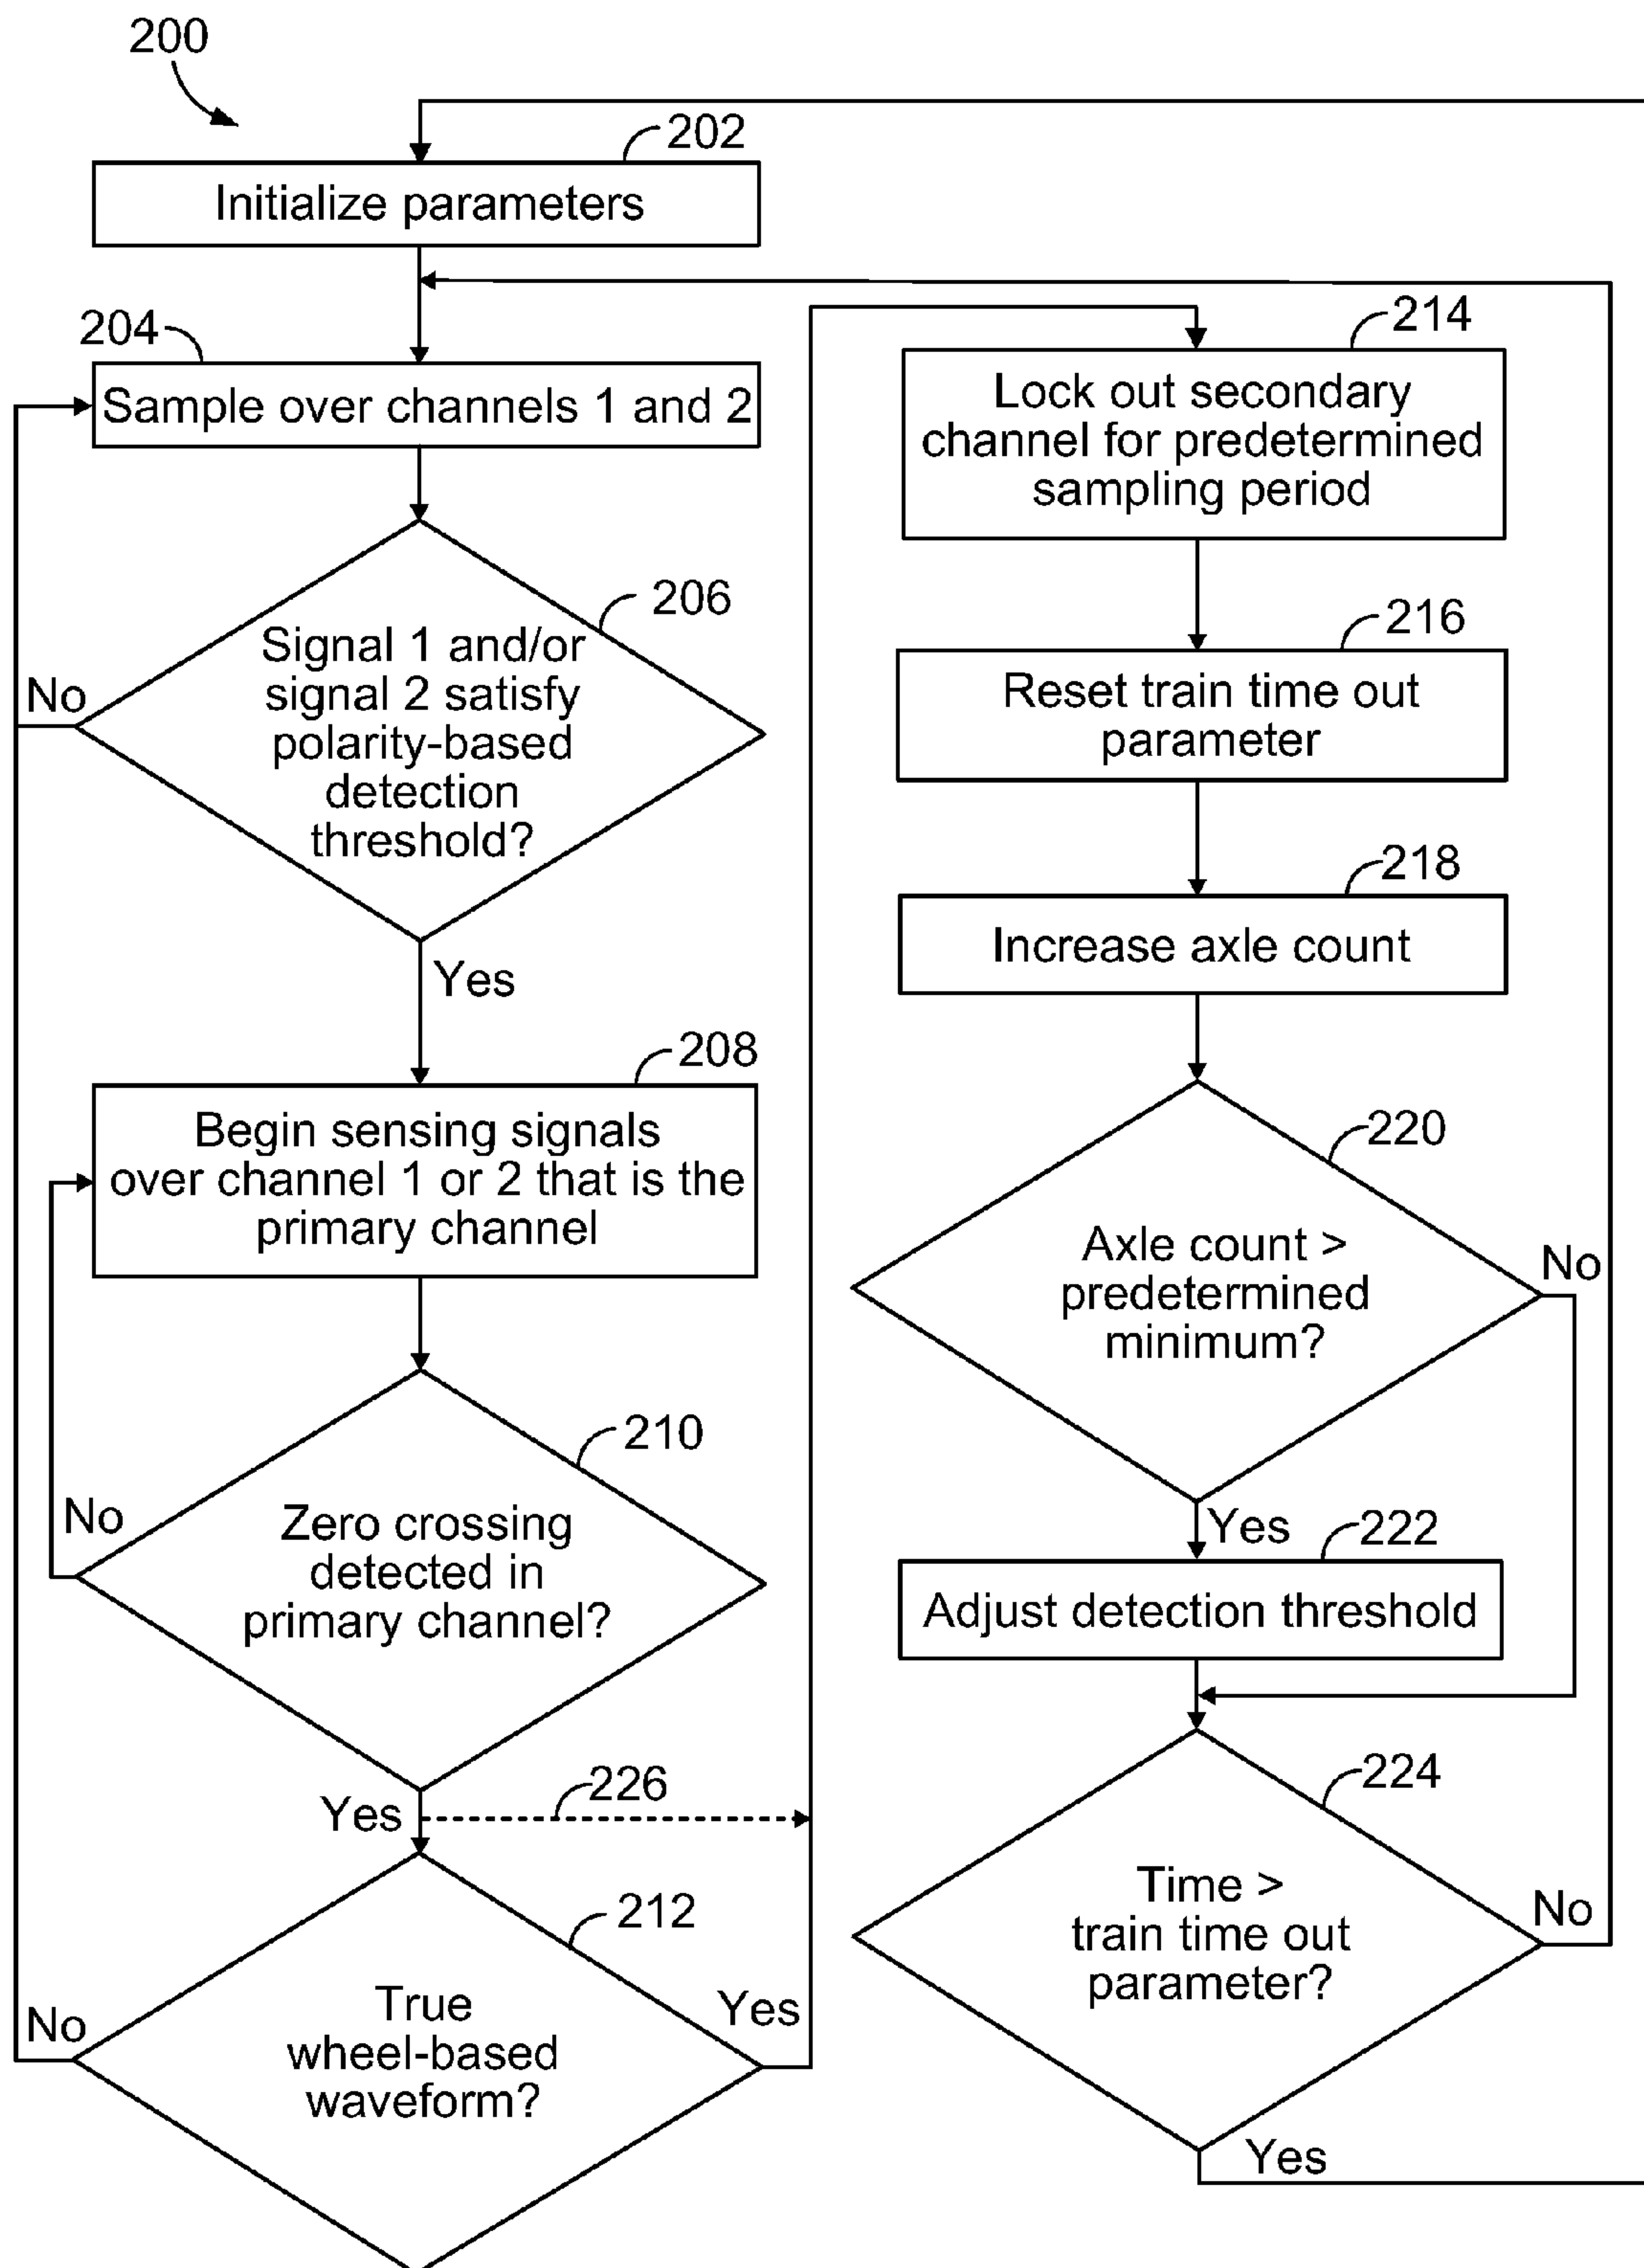 200
202
Initialize parameters
204
Sample over channels 1 and 2
206
Signal 1 and/or
signal 2 satisfy
polarity-based
detection
threshold?
No
Yes
208
Begin sensing signals
over channel 1 or 2 that is the
primary channel
210
Zero crossing
detected in
primary channel?
No
Yes
226
212
True
wheel-based
waveform?
No
Yes
214
Lock out secondary
channel for predetermined
sampling period
216
Reset train time out
parameter
218
Increase axle count
220
Axle count >
predetermined
minimum?
No
Yes
222
Adjust detection threshold
224
Time >
train time out
parameter?
No
Yes